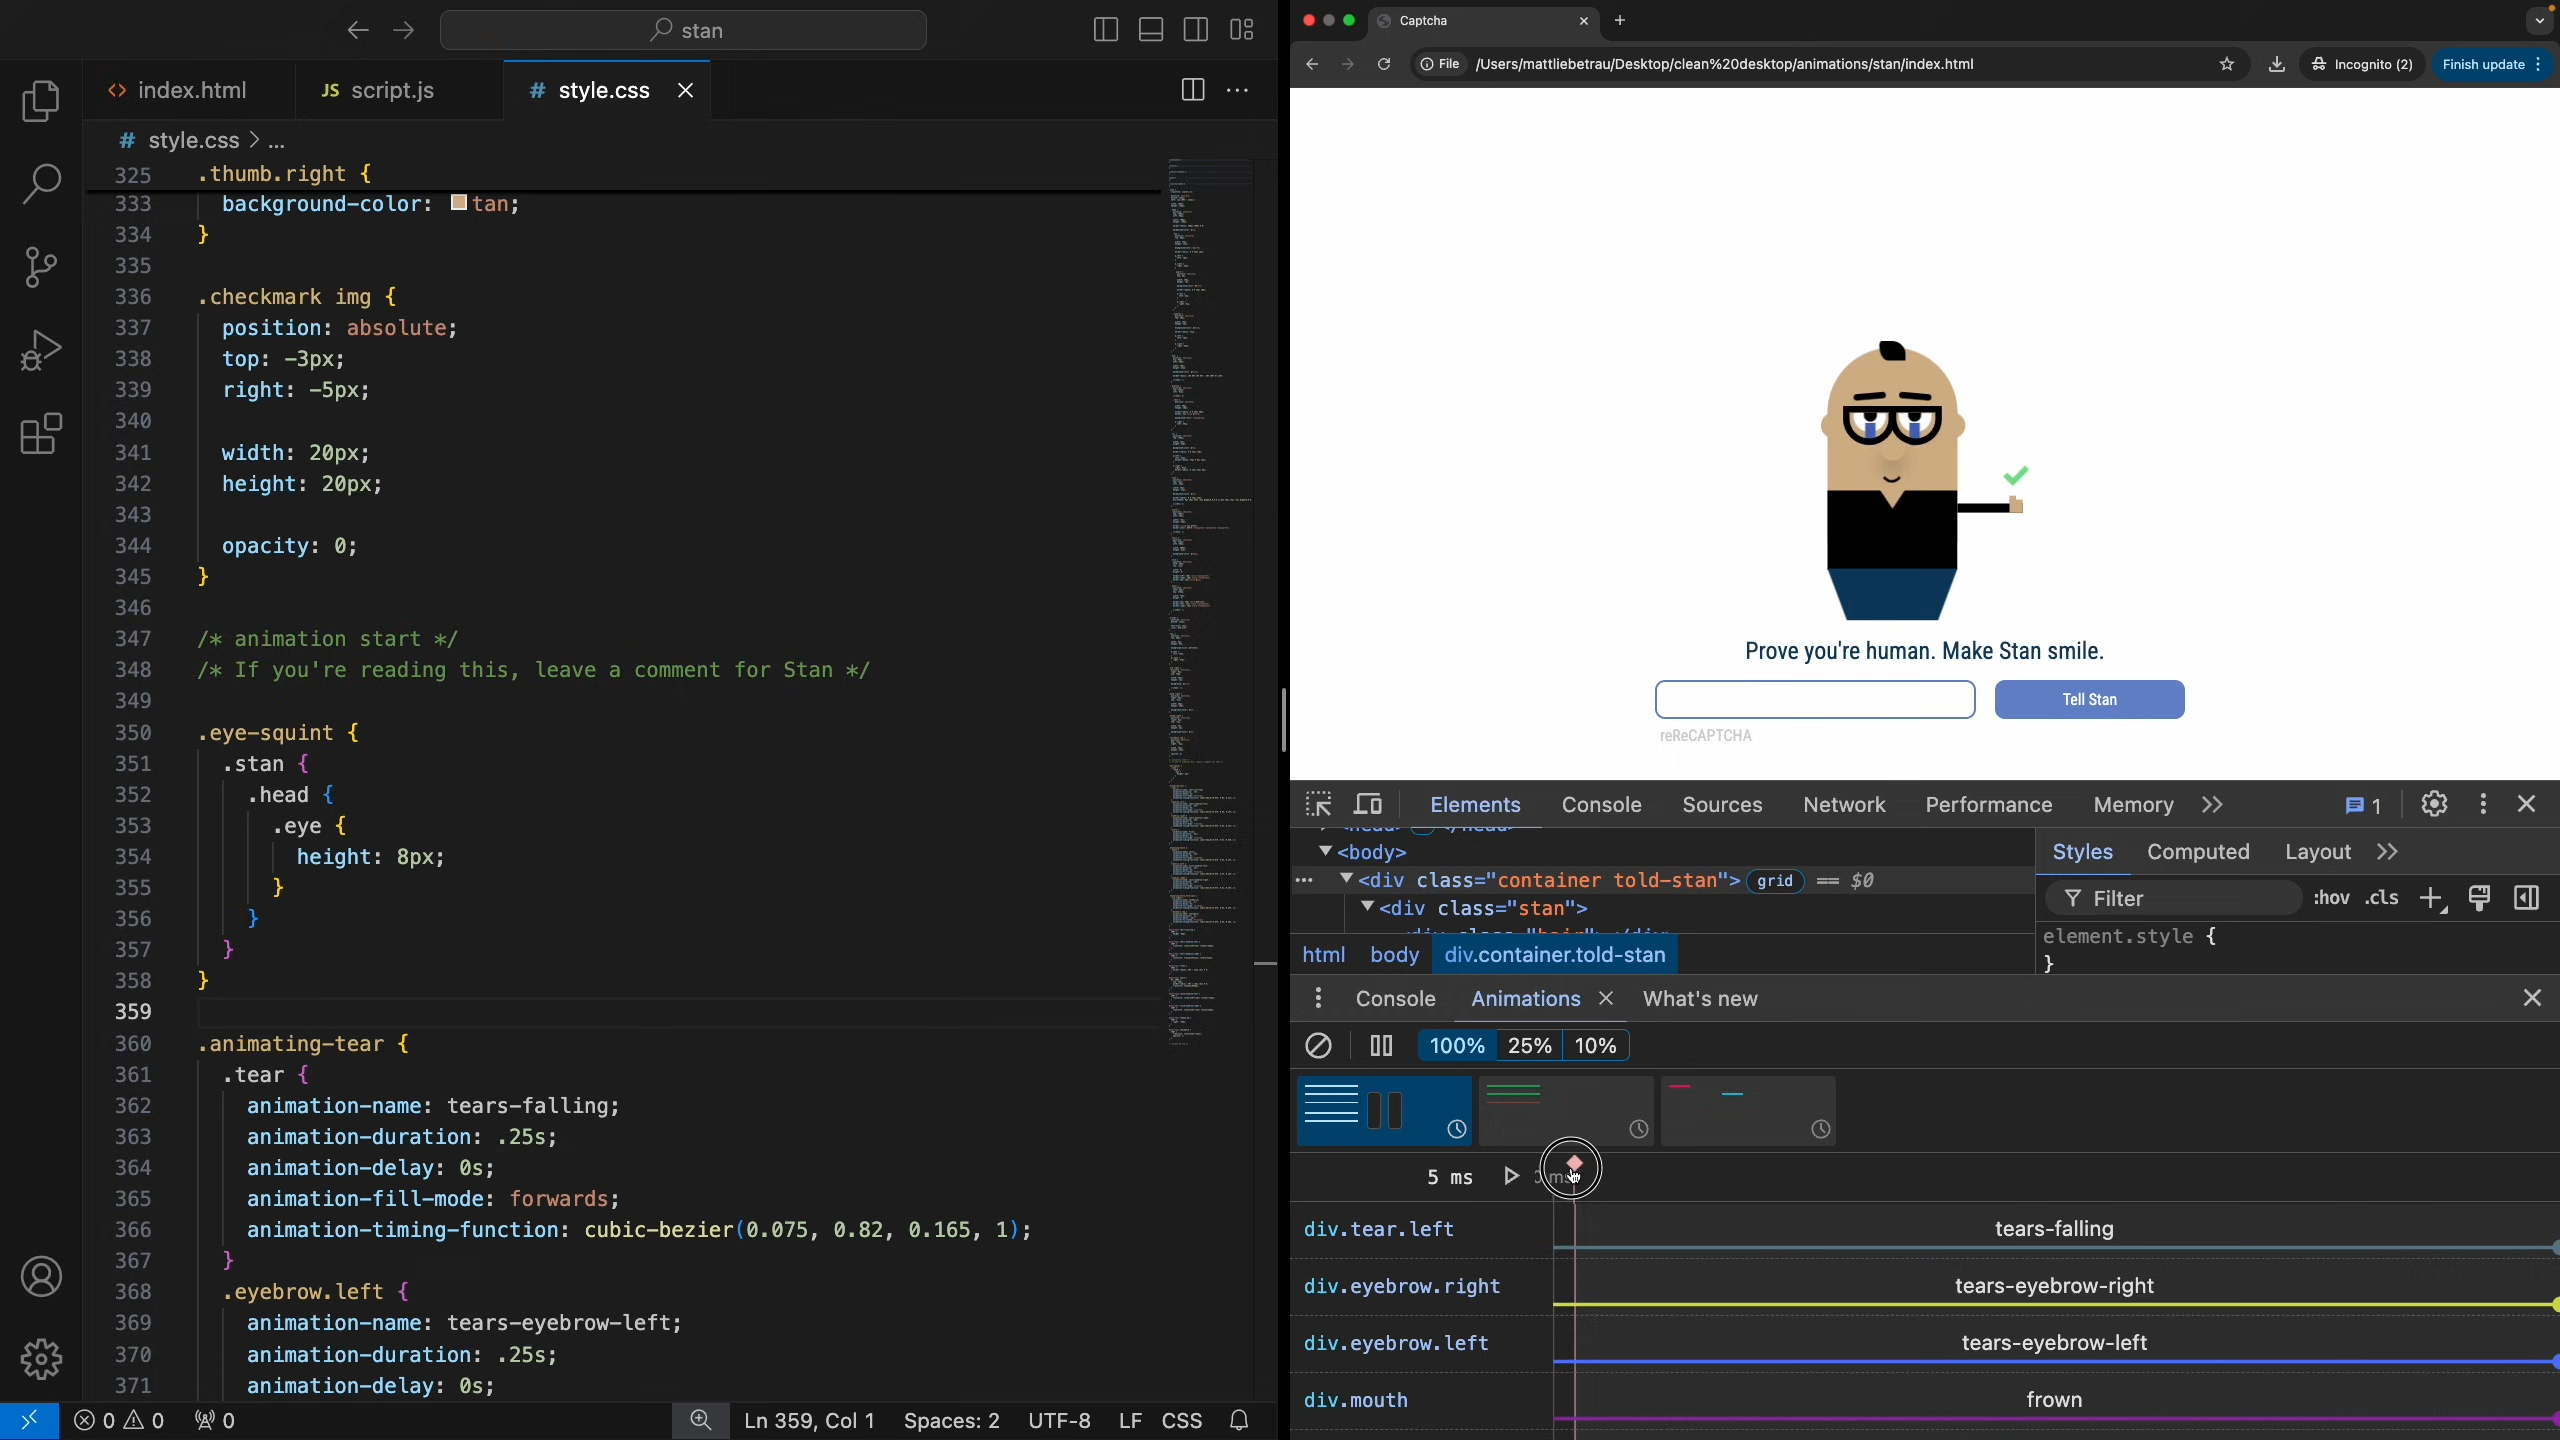 stan
index.html
JS script.js
# style.css
# style.css > ...
325 .thumb.right {
333 background-color: tan;
334 }
335
336 .checkmark img {
337 position: absolute;
338 top: -3px;
339 right: -5px;
340
341 width: 20px;
342 height: 20px;
343
344 opacity: 0;
345 }
346
347 /* animation start */
348 /* If you're reading this, leave a comment for Stan */
349
350 .eye-squint {
351 .stan {
352 .head {
353 .eye {
354 height: 8px;
355 }
356 }
357 }
358 }
359
360 .animating-tear {
361 .tear {
362 animation-name: tears-falling;
363 animation-duration: .25s;
364 animation-delay: 0s;
365 animation-fill-mode: forwards;
366 animation-timing-function: cubic-bezier(0.075, 0.82, 0.165, 1);
367 }
368 .eyebrow.left {
369 animation-name: tears-eyebrow-left;
370 animation-duration: .25s;
371 animation-delay: 0s;
0 0 0 Ln 359, Col 1 Spaces: 2 UTF-8 LF CSS
Captcha
File /Users/mattliebetrau/Desktop/clean%20desktop/animations/stan/index.html Incognito (2) Finish update
Prove you're human. Make Stan smile.
Tell Stan
reReCAPTCHA
Elements Console Sources Network Performance Memory 1
<body>
<div class="container told-stan"> grid == $0
<div class="stan">
html body div.container.told-stan
Styles Computed Layout
Filter :hov .cls
element.style {
}
Console Animations What's new
100% 25% 10%
5 ms
div.tear.left tears-falling
div.eyebrow.right tears-eyebrow-right
div.eyebrow.left tears-eyebrow-left
div.mouth frown